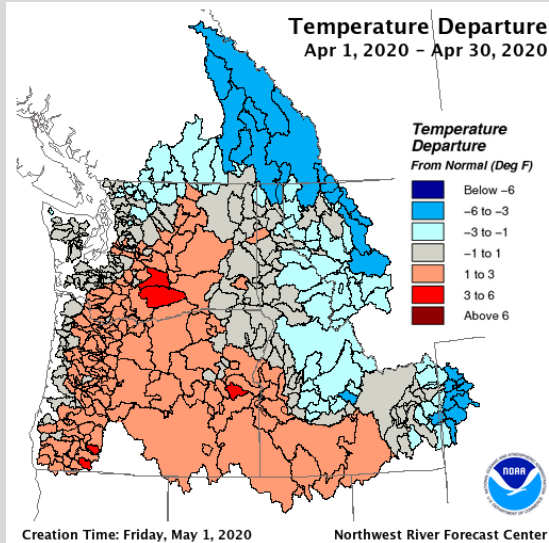 Temperature Departure
Apr 1, 2020 – Apr 30, 2020
Temperature
Departure
From Normal (Deg F)
Below –6
–6 to –3
–3 to –1
–1 to 1
1 to 3
3 to 6
Above 6
NOAA
Creation Time: Friday, May 1, 2020
Northwest River Forecast Center